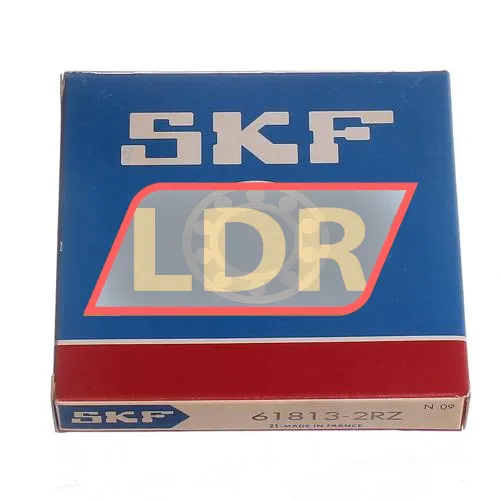 SKF
LDR
SKF 61813-2RZ N 09
21-MADE IN FRANCE